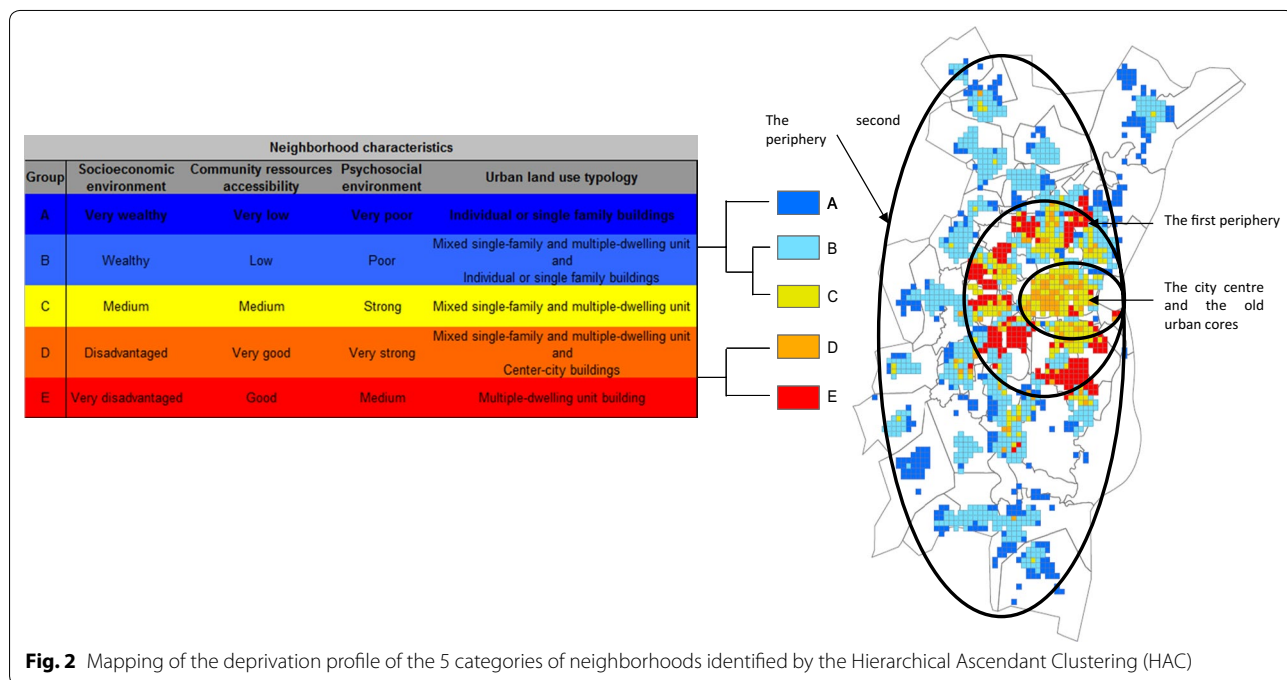 Neighborhood characteristics
Group Socioeconomic environment Community ressources accessibility Psychosocial environment Urban land use typology
A Very wealthy Very low Very poor Individual or single family buildings
B Wealthy Low Poor Mixed single-family and multiple-dwelling unit and Individual or single family buildings
C Medium Medium Strong Mixed single-family and multiple-dwelling unit
D Disadvantaged Very good Very strong Mixed single-family and multiple-dwelling unit and Center-city buildings
E Very disadvantaged Good Medium Multiple-dwelling unit building
A
B
C
D
E
The second
periphery
The first periphery
The city centre
and the old
urban cores
Fig. 2 Mapping of the deprivation profile of the 5 categories of neighborhoods identified by the Hierarchical Ascendant Clustering (HAC)